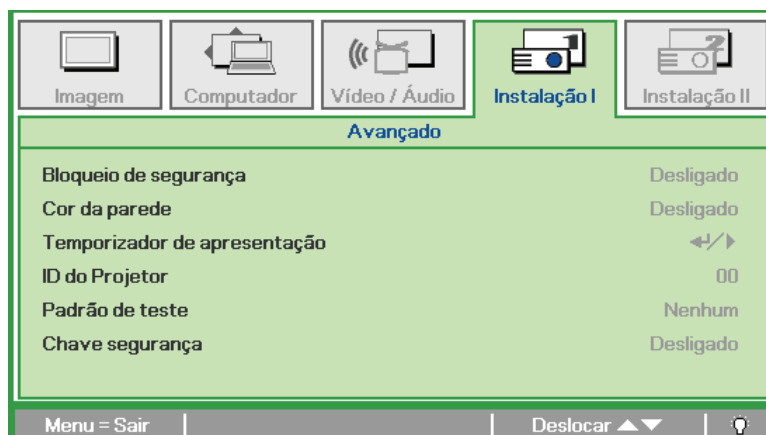 Imagem Computador Vídeo / Áudio Instalação I Instalação II
Avançado
Bloqueio de segurança Desligado
Cor da parede Desligado
Temporizador de apresentação
ID do Projetor 00
Padrão de teste Nenhum
Chave segurança Desligado
Menu = Sair Deslocar